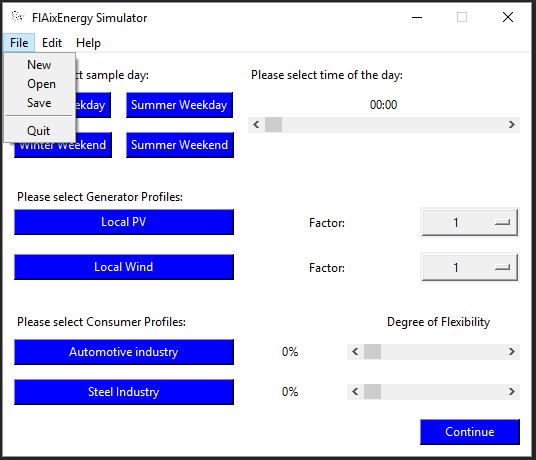 FlAixEnergy Simulator
File Edit Help
New
Open
Save
Quit
ct sample day:
Please select time of the day:
ekday
Summer Weekday
00:00
Winter Weekend
Summer Weekend
Please select Generator Profiles:
Local PV
Factor:
1
Local Wind
Factor:
1
Please select Consumer Profiles:
Degree of Flexibility
Automotive industry
0%
Steel Industry
0%
Continue